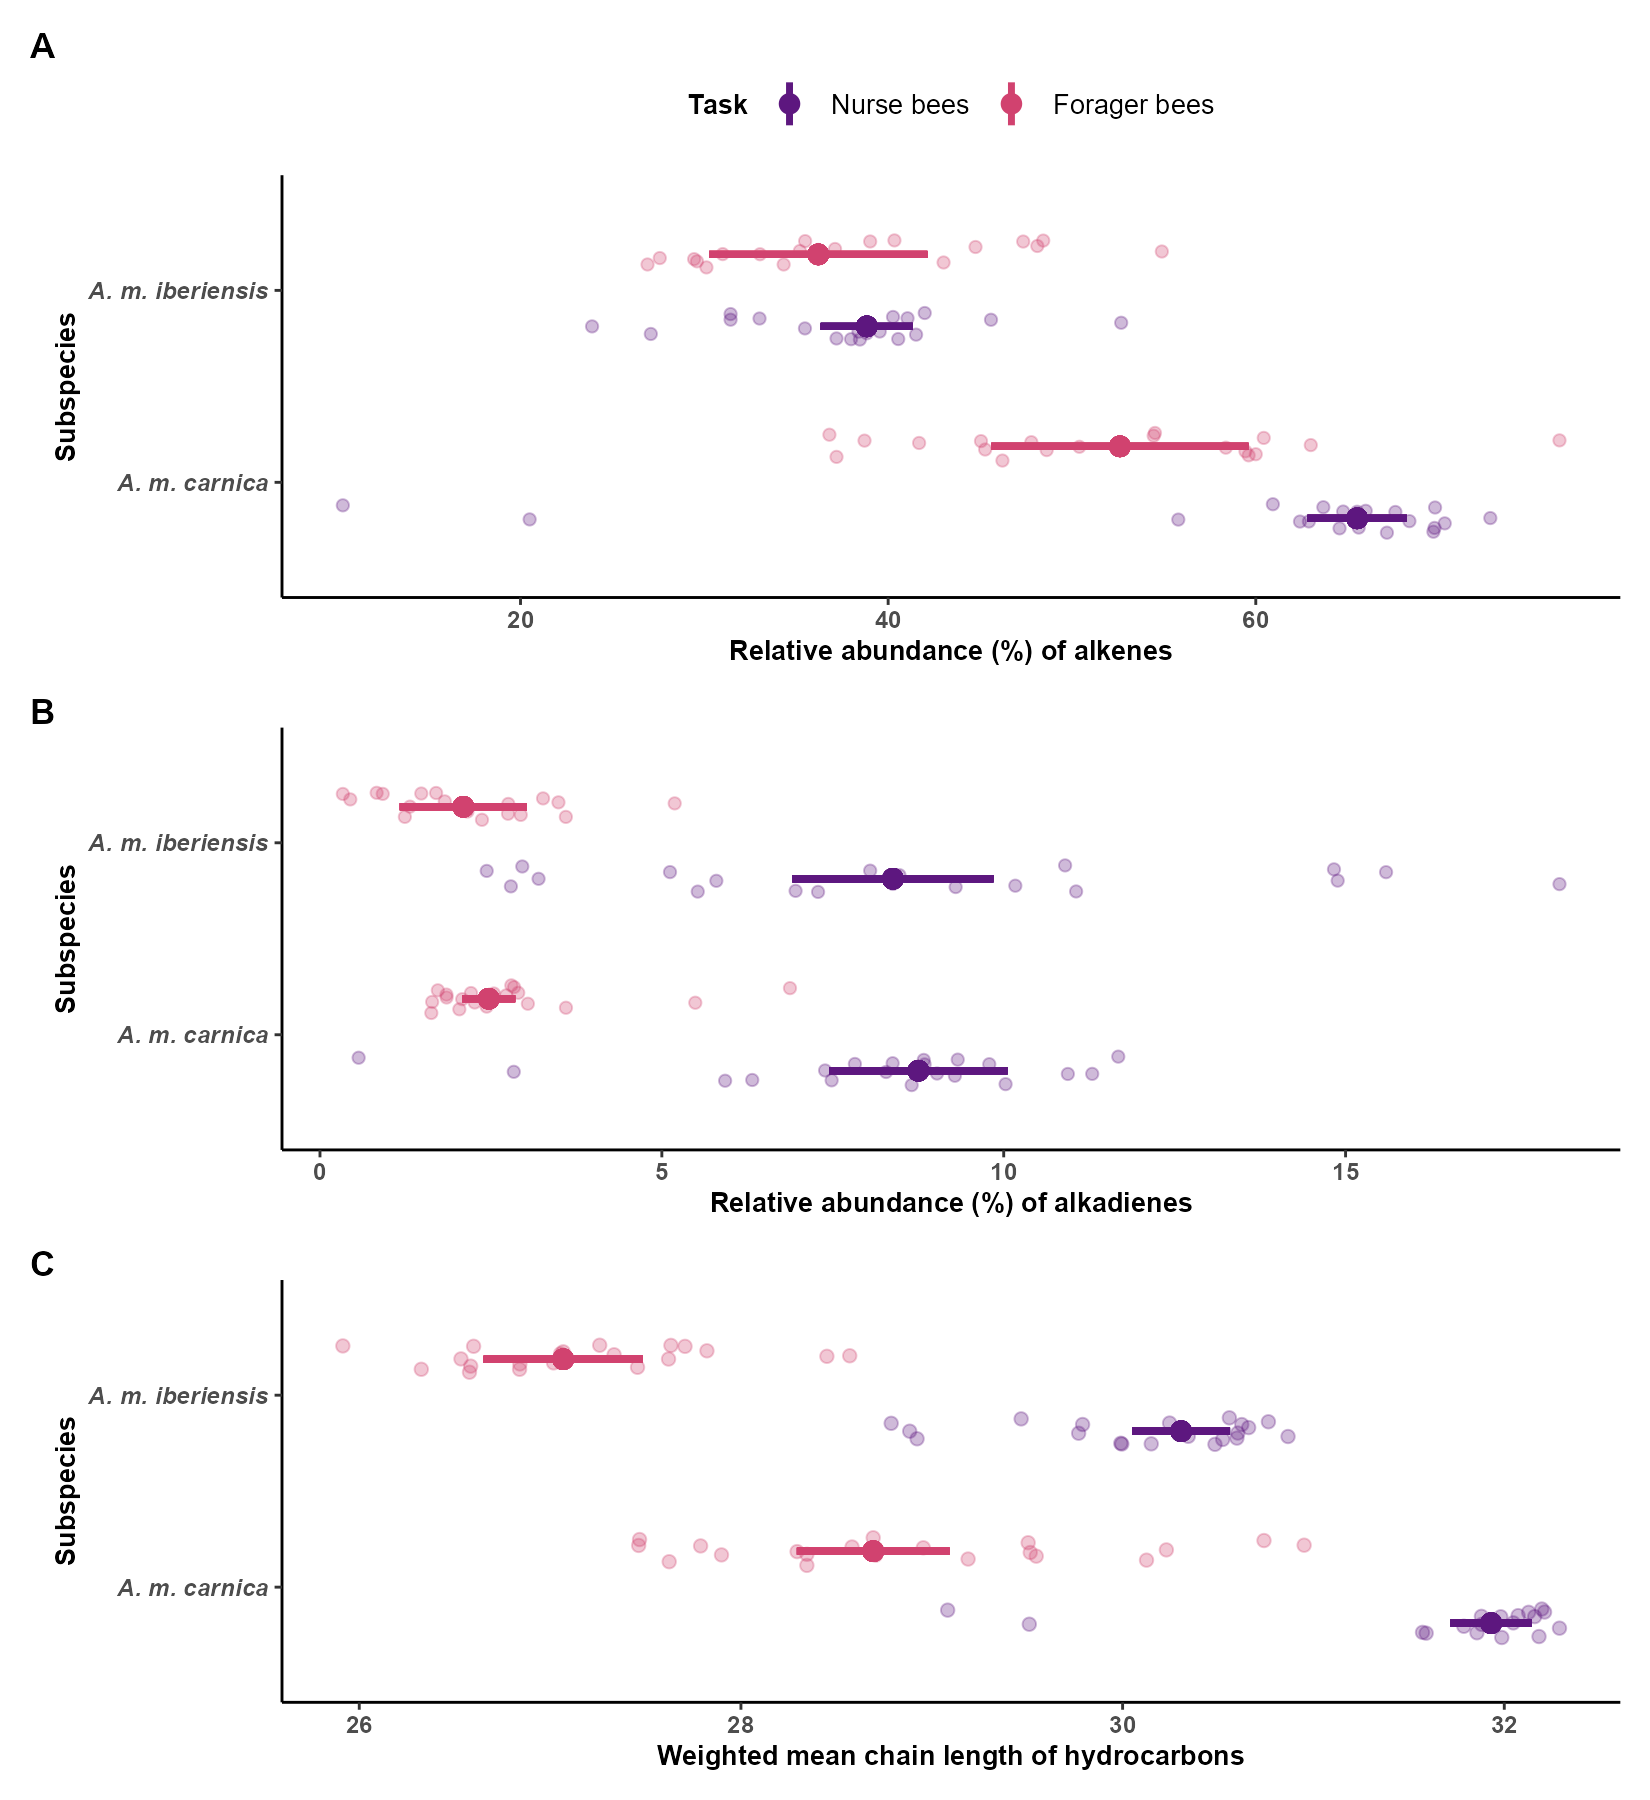 A
Task Nurse bees Forager bees
Subspecies
A. m. iberiensis
A. m. carnica
20 40 60
Relative abundance (%) of alkenes
B
Subspecies
A. m. iberiensis
A. m. carnica
0 5 10 15
Relative abundance (%) of alkadienes
C
Subspecies
A. m. iberiensis
A. m. carnica
26 28 30 32
Weighted mean chain length of hydrocarbons